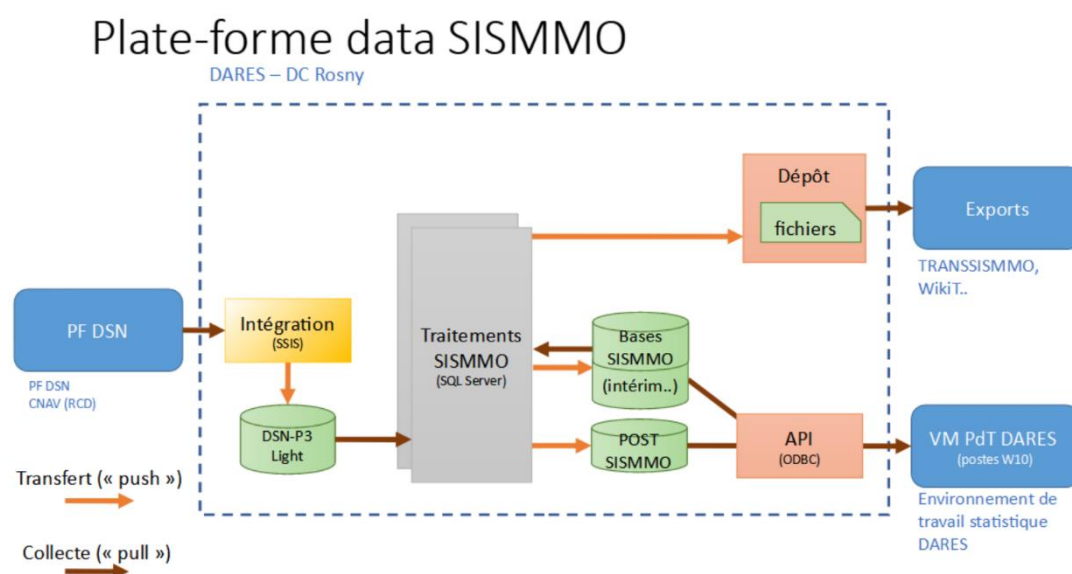 Plate-forme data SISMMO
DARES – DC Rosny
Dépôt
fichiers
Exports
TRANSSISMMO,
WikiT..
PF DSN
PF DSN
CNAV (RCD)
Intégration
(SSIS)
DSN-P3
Light
Traitements
SISMMO
(SQL Server)
Bases
SISMMO
(intérim..)
POST
SISMMO
API
(ODBC)
VM PdT DARES
(postes W10)
Environnement de
travail statistique
DARES
Transfert (« push »)
Collecte (« pull »)